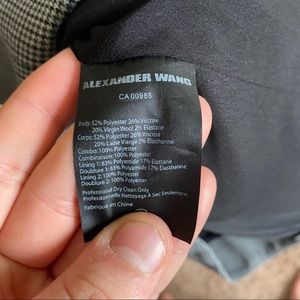 ALEXANDER WANG
CA 00985
Body: 52% Polyester 26% Viscose
20% Virgin Wool 2% Elastane
Corps: 52% Polyester 26% Viscose
20% Laine Vierge 2% Elasthanne
Combo: 100% Polyester
Combinaison: 100% Polyester
Lining 1: 83% Polyamide 17% Elastane
Doublure 1: 83% Polyamide 17% Elasthanne
Lining 2: 100% Polyester
Doublure 2: 100% Polyester
Professional Dry Clean Only
Professionelle Nettoyage À Sec Seulement.
Fabriqué en Chine